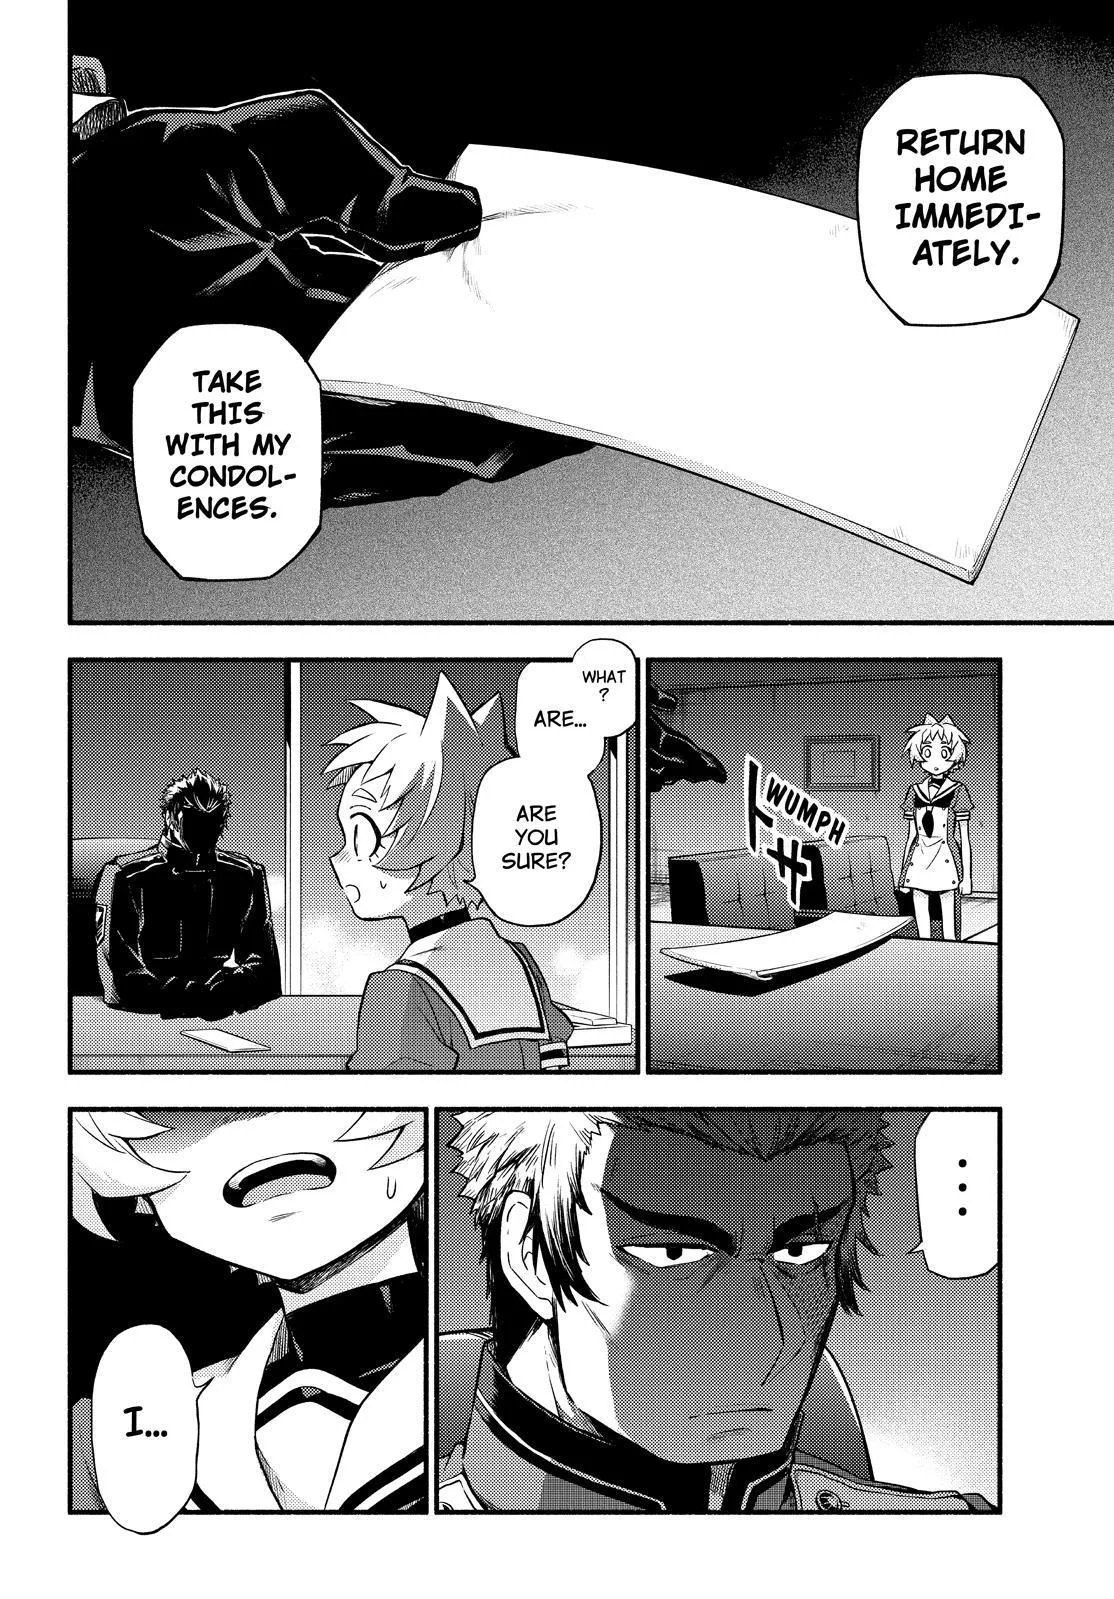 RETURN
HOME
IMMEDI-
ATELY.
TAKE
THIS
WITH MY
CONDOL-
ENCES.
ドサ
WUMPH
WHAT
?
ARE...
ARE
YOU
SURE?
...
I...